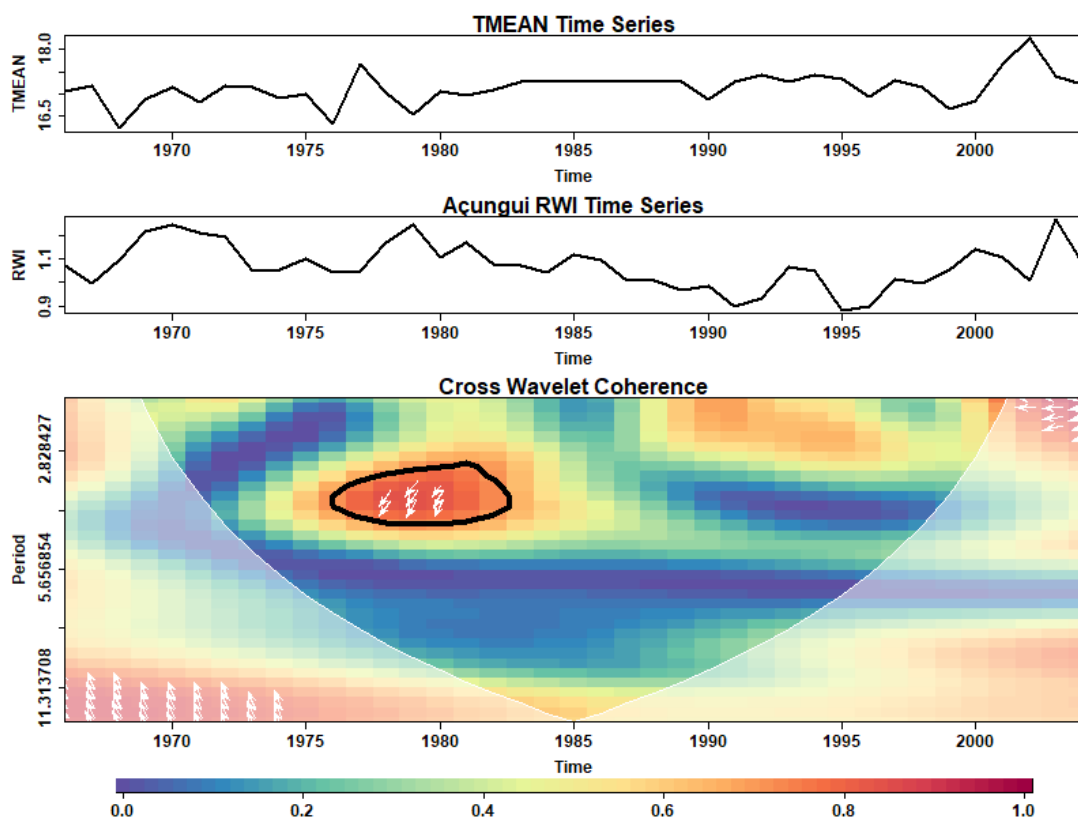 TMEAN Time Series
TMEAN
18.0
16.5
1970 1975 1980 1985 1990 1995 2000
Time
Açungui RWI Time Series
RWI
1.1
0.9
1970 1975 1980 1985 1990 1995 2000
Time
Cross Wavelet Coherence
Period
2.828427
5.656854
11.313708
1970 1975 1980 1985 1990 1995 2000
Time
0.0 0.2 0.4 0.6 0.8 1.0